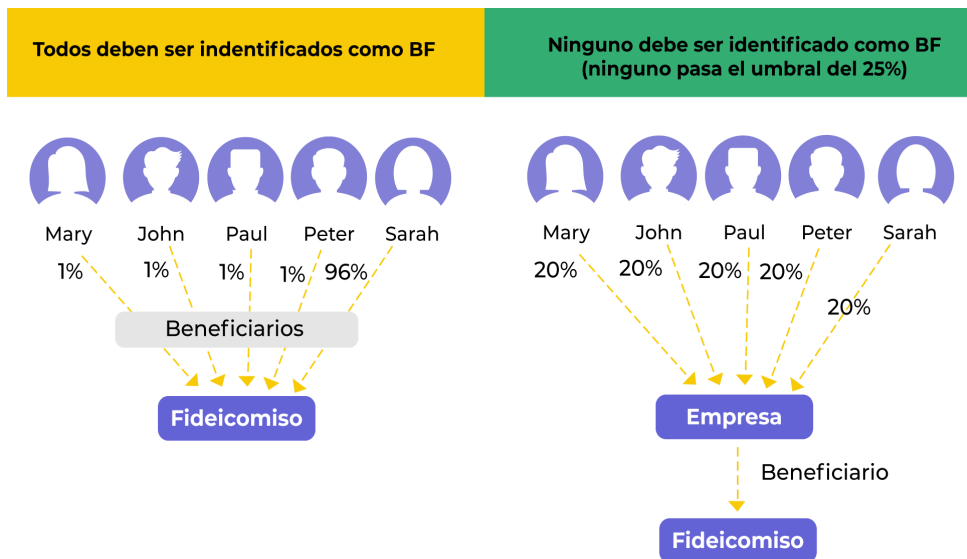 Todos deben ser indentificados como BF
Ninguno debe ser identificado como BF
(ninguno pasa el umbral del 25%)
Mary
John
Paul
Peter
Sarah
1%
1%
1%
1%
96%
Beneficiarios
Fideicomiso
Mary
John
Paul
Peter
Sarah
20%
20%
20%
20%
20%
Empresa
Beneficiario
Fideicomiso